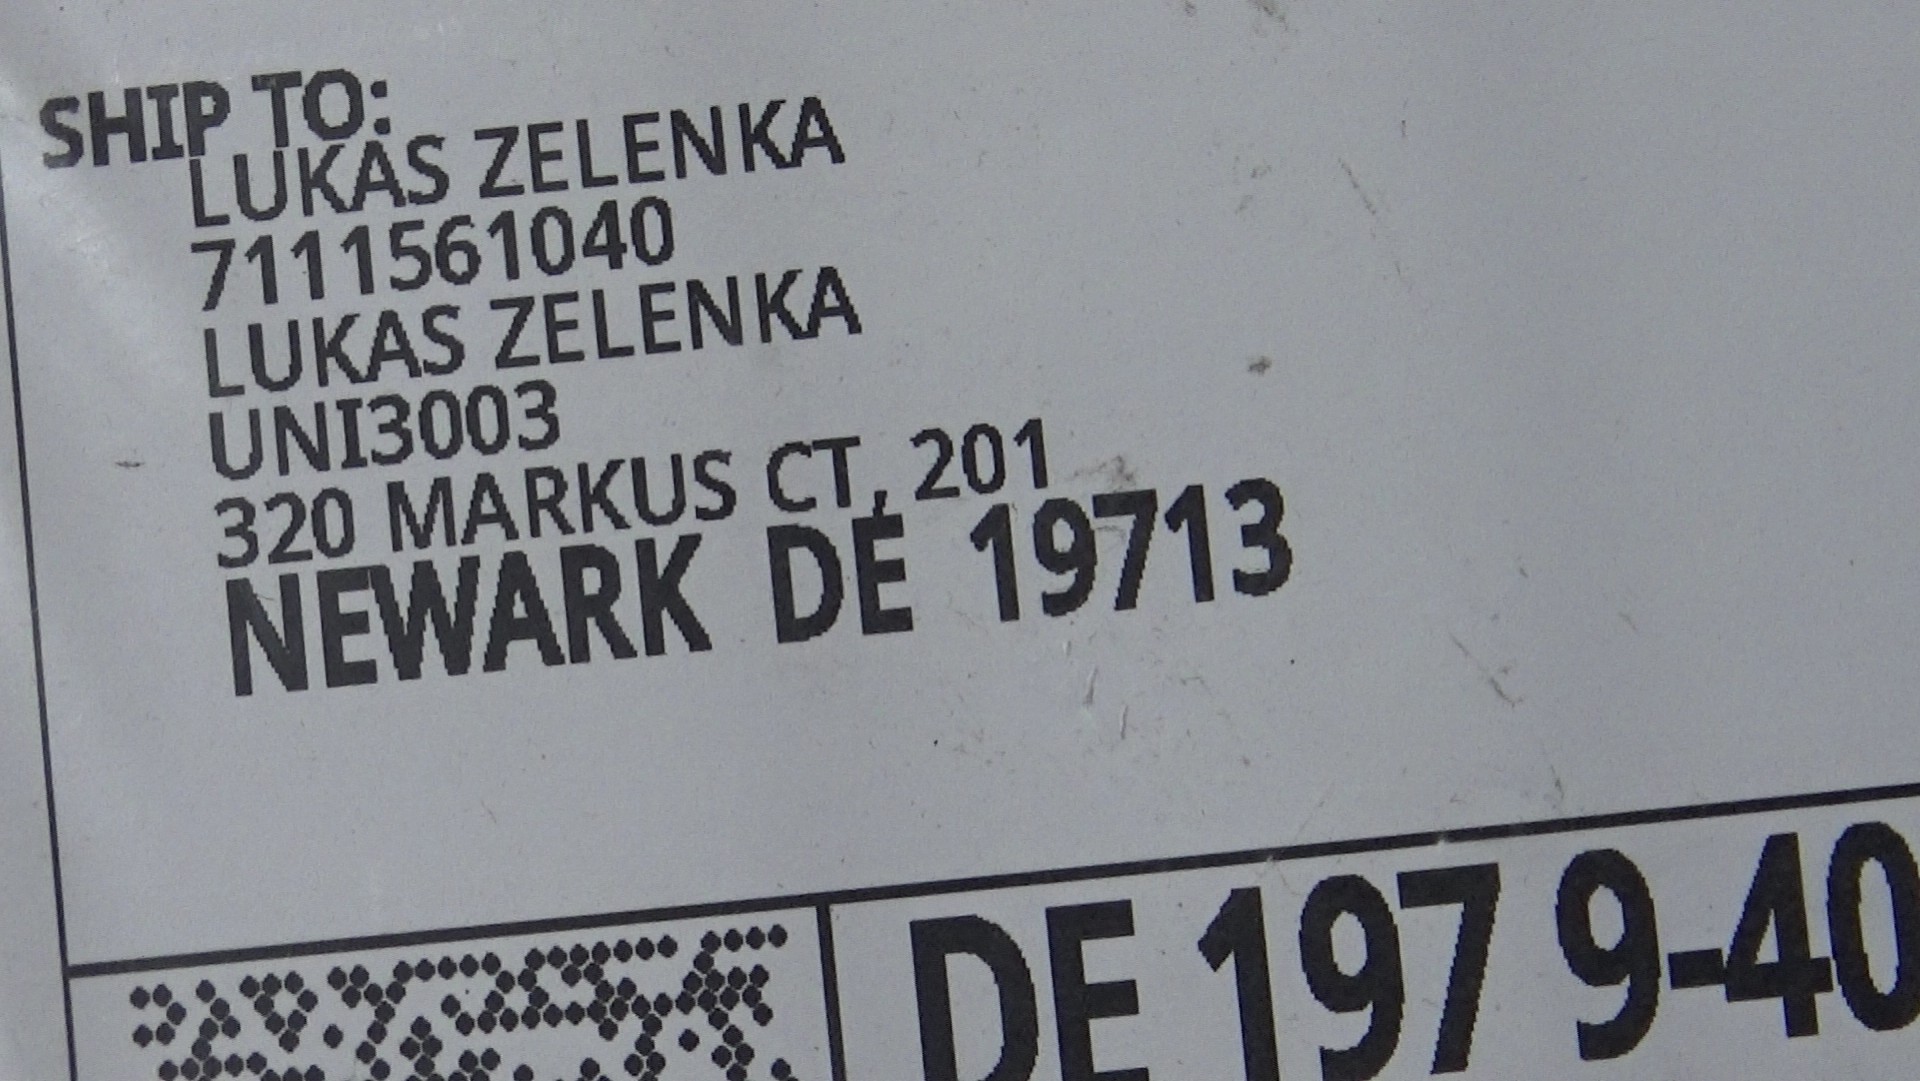 SHIP TO:
LUKAS ZELENKA
7111561040
LUKAS ZELENKA
UNI3003
320 MARKUS CT, 201
NEWARK DE 19713
DE 197 9-40